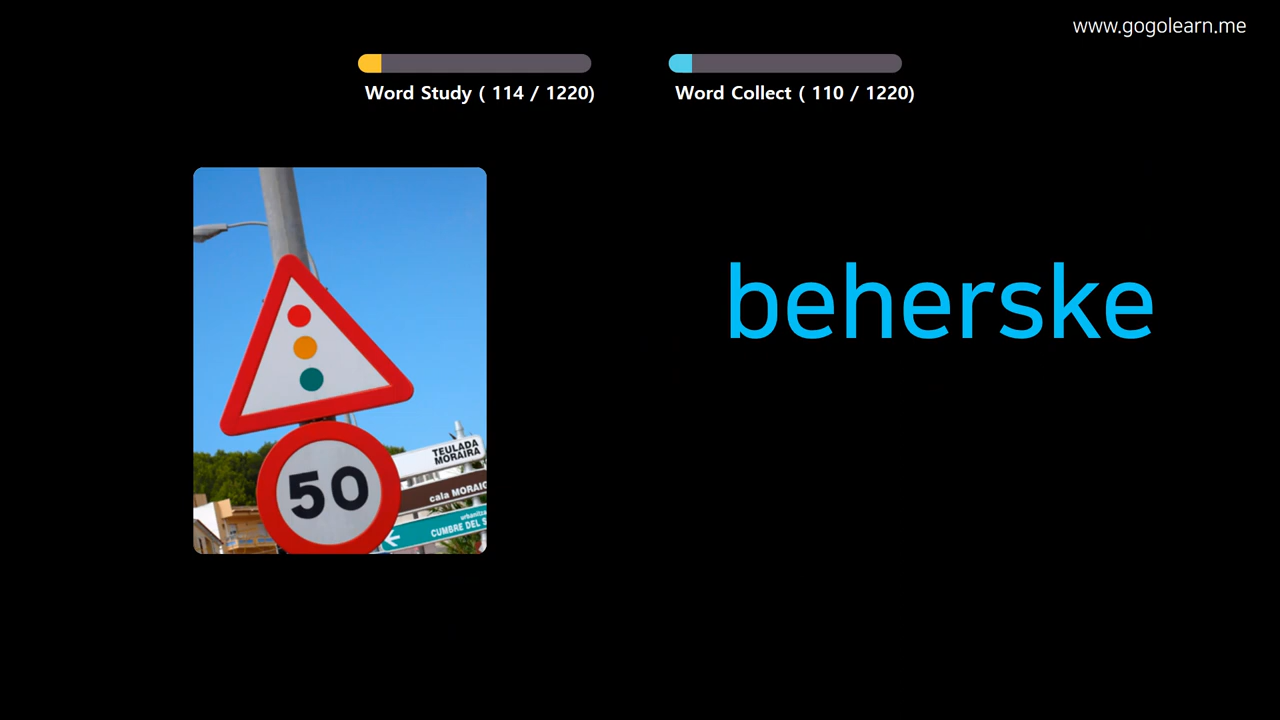 www.gogolearn.me
Word Study ( 114 / 1220)
Word Collect ( 110 / 1220)
beherske
50
TEULADA
MORAIRA
cala MORAIG
urbanitza
CUMBRE DEL S